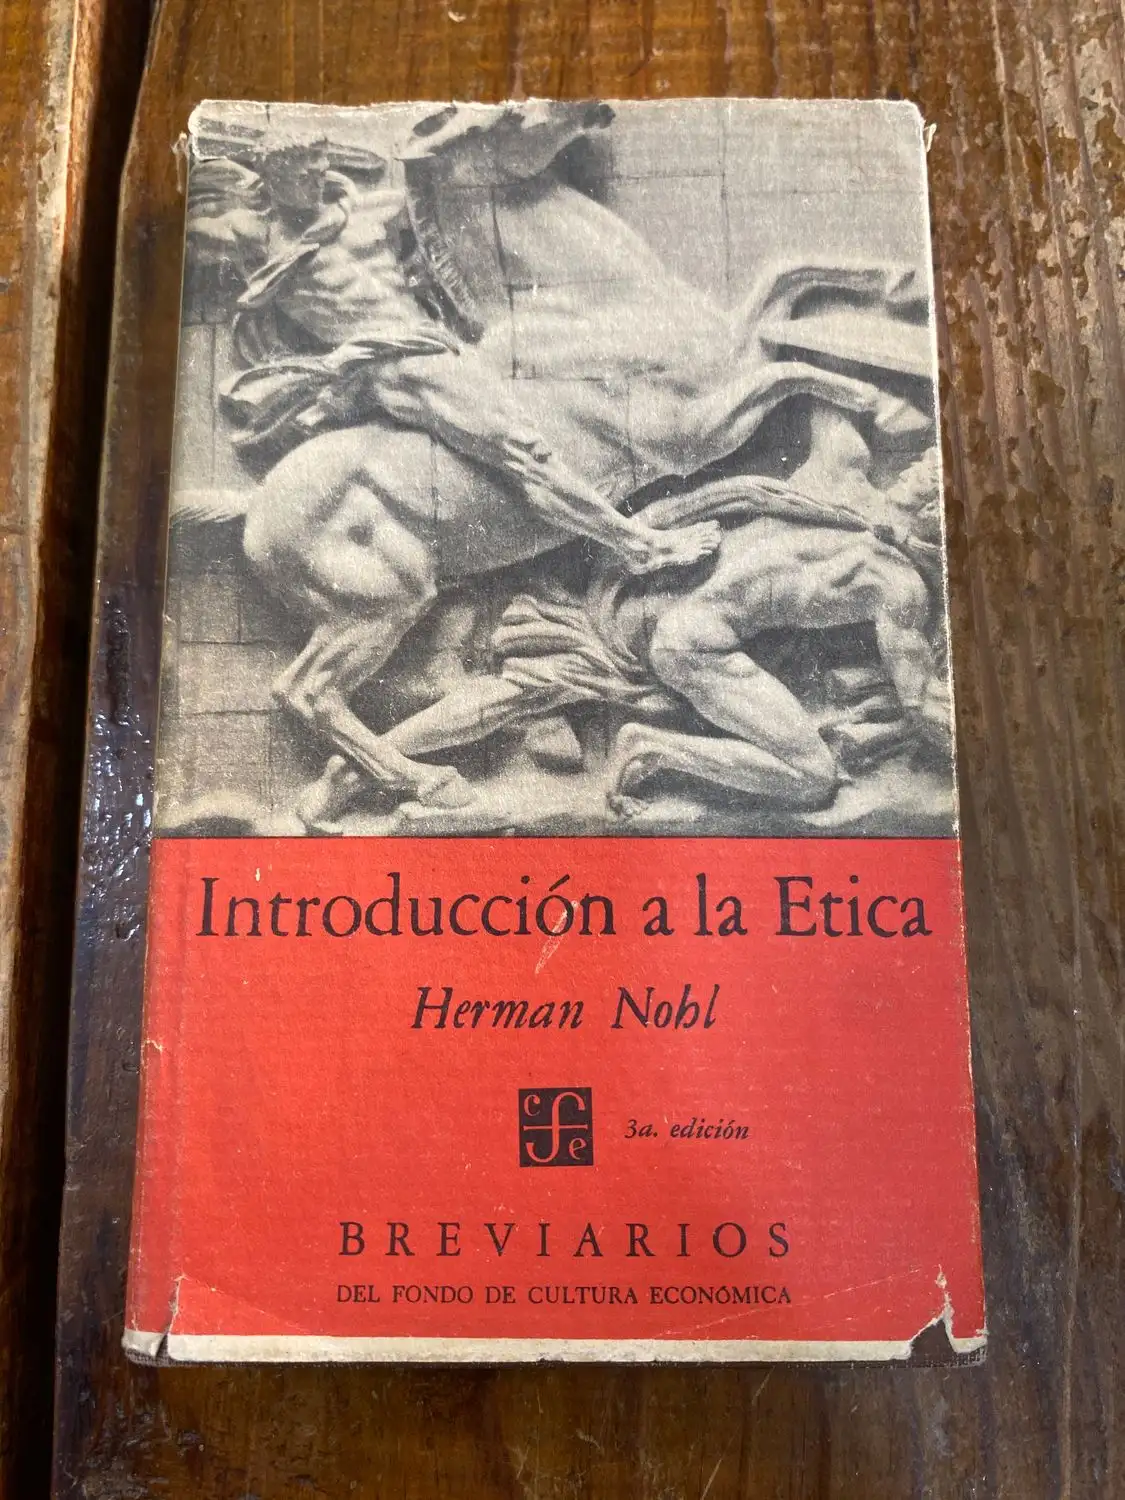 Introducción a la Etica
Herman Nohl
c f e
3a. edición
BREVIARIOS
DEL FONDO DE CULTURA ECONÓMICA